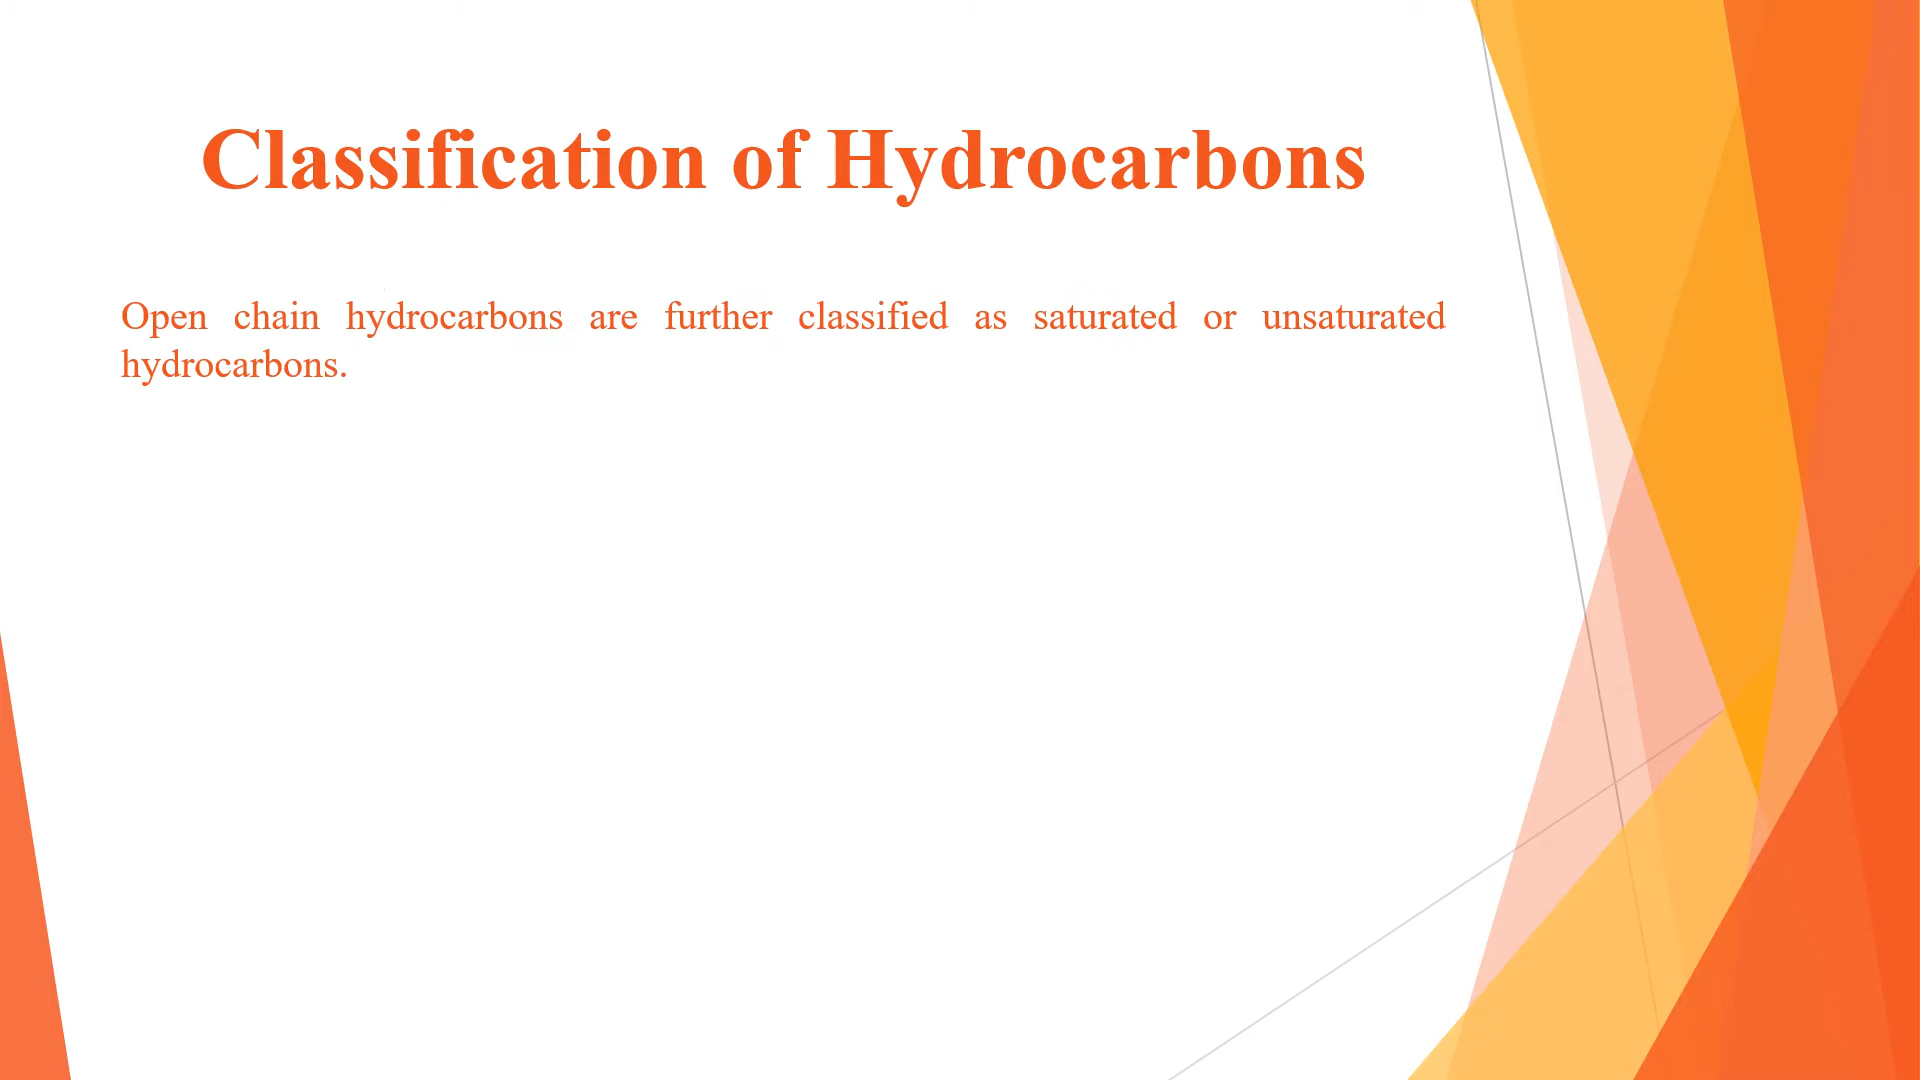 Classification of Hydrocarbons
Open chain hydrocarbons are further classified as saturated or unsaturated
hydrocarbons.